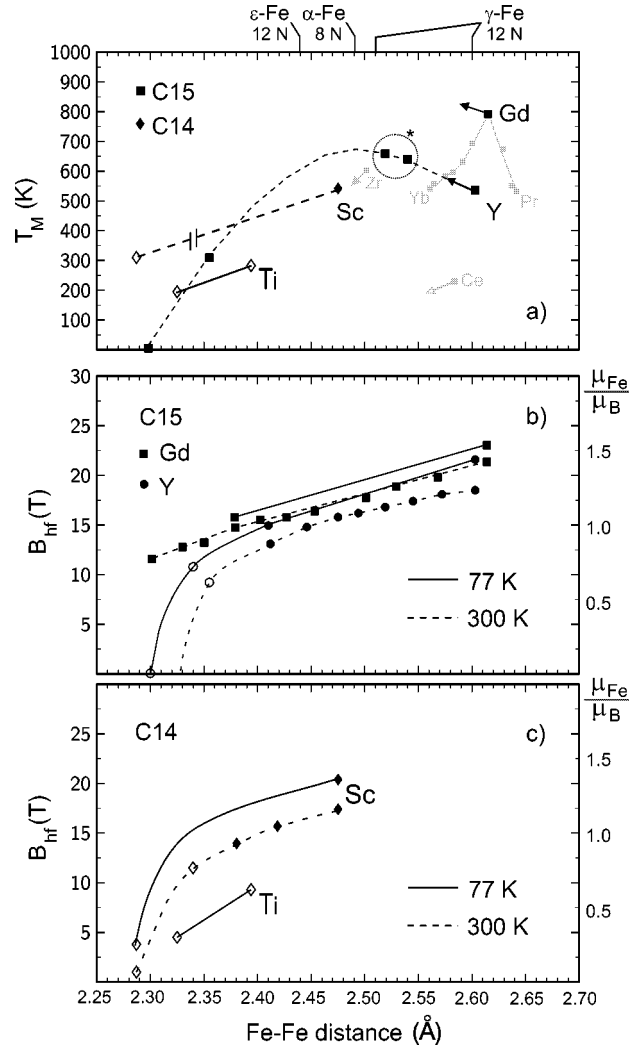 ε-Fe α-Fe γ-Fe
12 N 8 N 12 N
a)
T_M (K)
1000
900
800
700
600
500
400
300
200
100
C15
C14
*
Gd
Zr
Yb
Pr
Sc
Y
Ti
Ce
b)
B_hf (T)
30
25
20
15
10
5
C15
Gd
Y
77 K
300 K
μ_Fe
μ_B
1.5
1.0
0.5
c)
B_hf (T)
25
20
15
10
5
C14
Sc
Ti
77 K
300 K
μ_Fe
μ_B
1.5
1.0
0.5
2.25 2.30 2.35 2.40 2.45 2.50 2.55 2.60 2.65 2.70
Fe-Fe distance (Å)